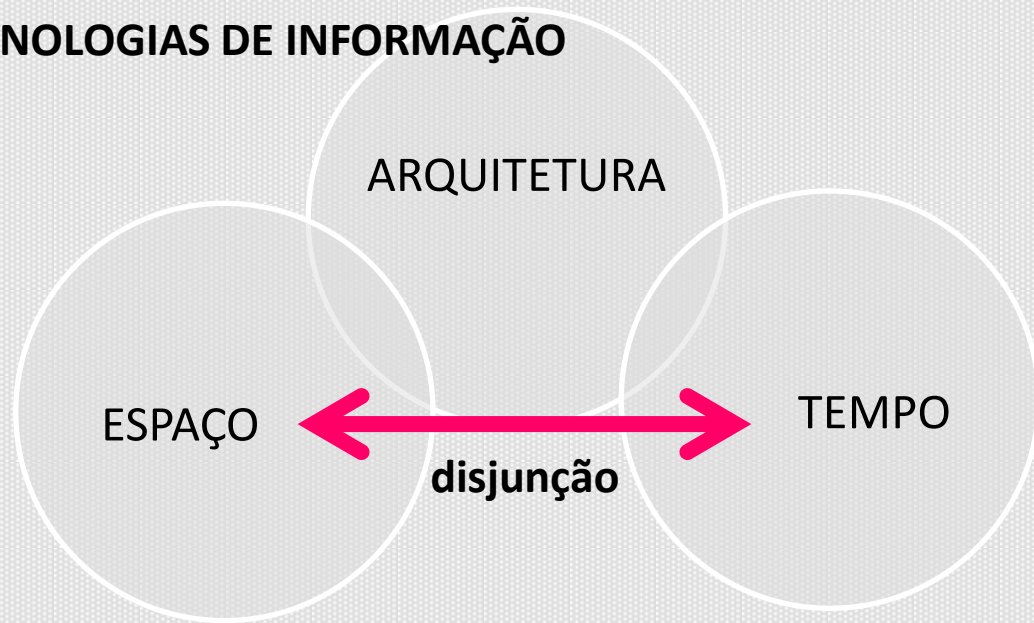 NOLOGIAS DE INFORMAÇÃO
ARQUITETURA
ESPAÇO
TEMPO
disjunção